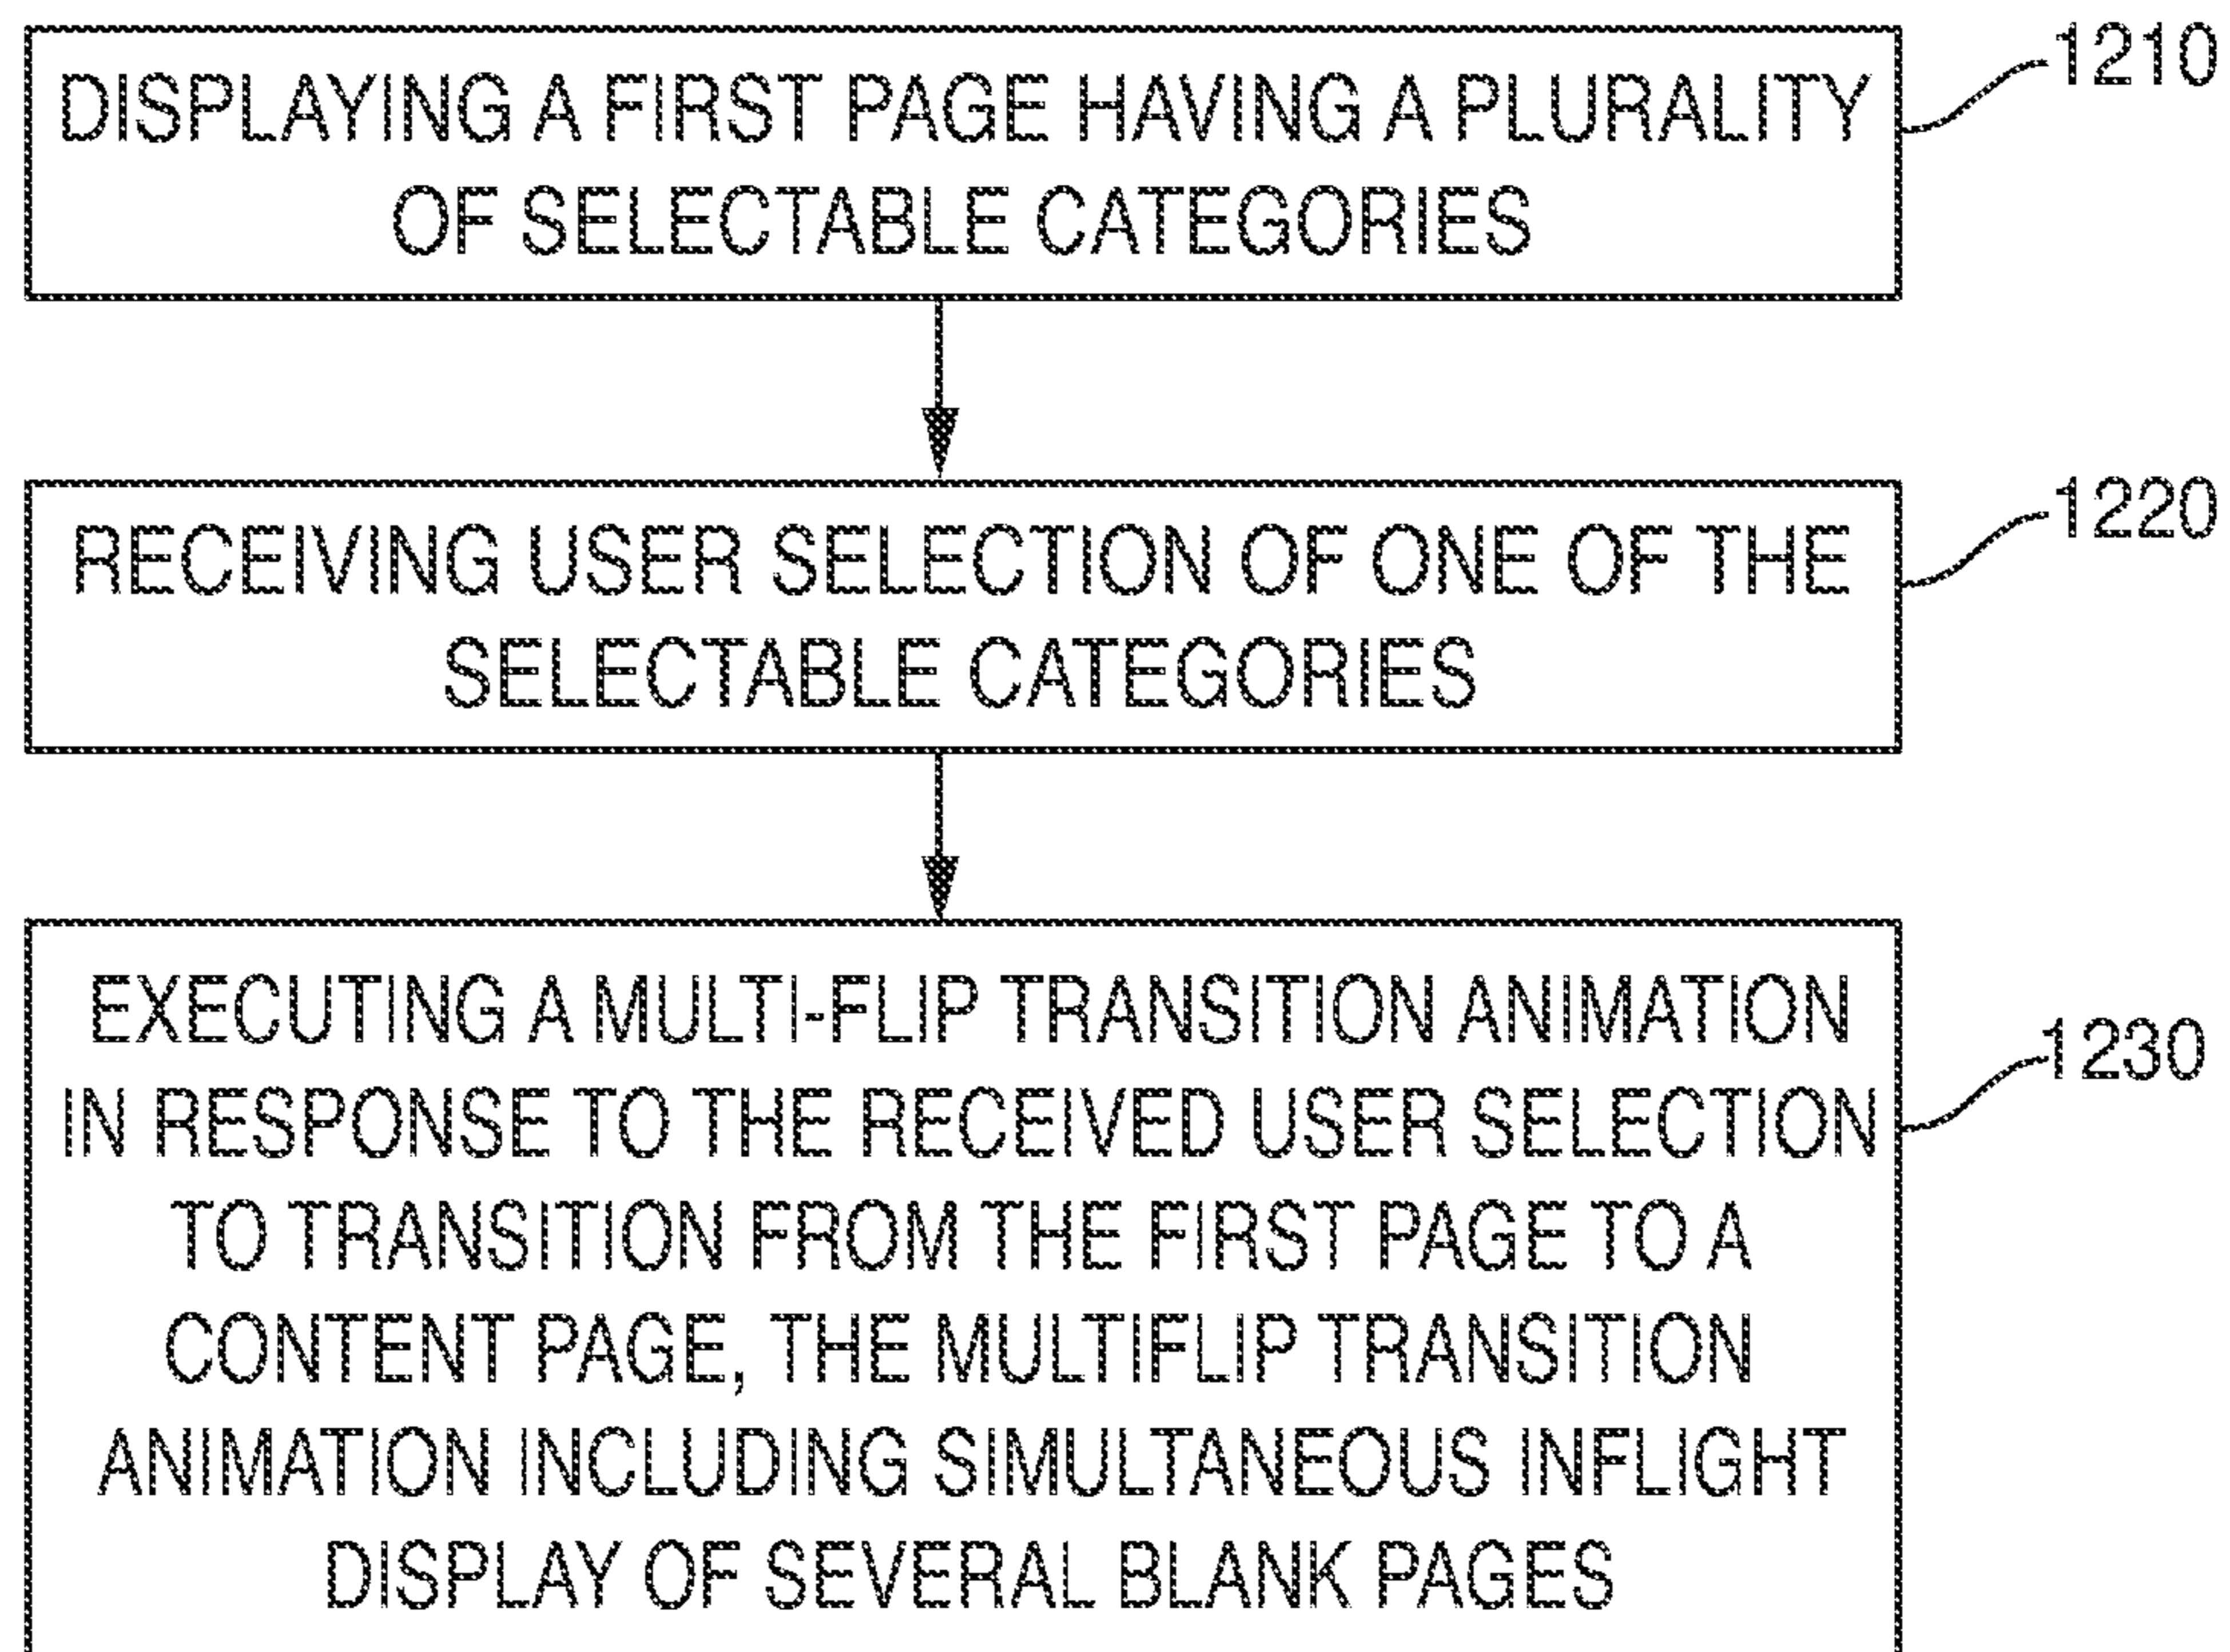 DISPLAYING A FIRST PAGE HAVING A PLURALITY
OF SELECTABLE CATEGORIES
1210
RECEIVING USER SELECTION OF ONE OF THE
SELECTABLE CATEGORIES
1220
EXECUTING A MULTI-FLIP TRANSITION ANIMATION
IN RESPONSE TO THE RECEIVED USER SELECTION
TO TRANSITION FROM THE FIRST PAGE TO A
CONTENT PAGE, THE MULTIFLIP TRANSITION
ANIMATION INCLUDING SIMULTANEOUS INFLIGHT
DISPLAY OF SEVERAL BLANK PAGES
1230